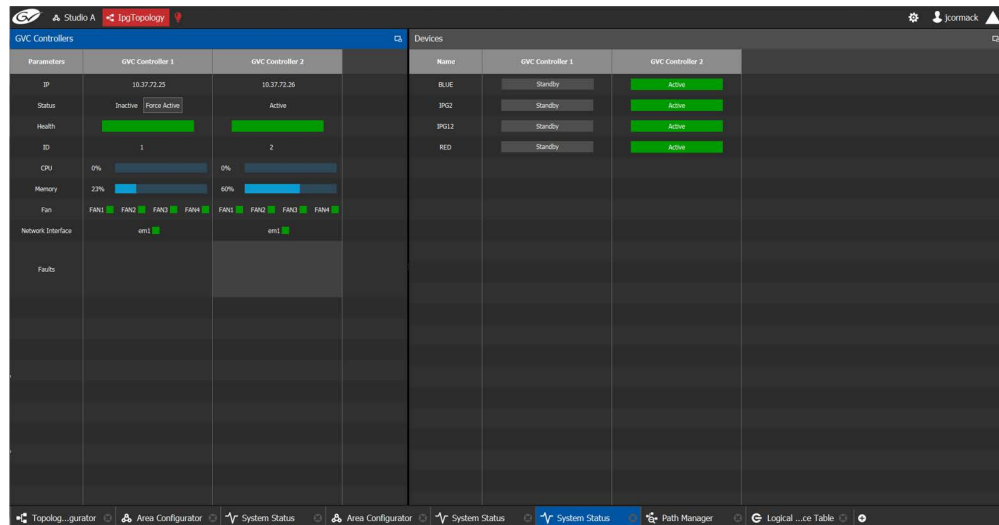 GV Studio A IpgTopology jcormack
GVC Controllers
Parameters GVC Controller 1 GVC Controller 2
IP 10.37.72.25 10.37.72.26
Status Inactive Force Active Active
Health
ID 1 2
CPU 0% 0%
Memory 23% 60%
Fan FAN1 FAN2 FAN3 FAN4 FAN1 FAN2 FAN3 FAN4
Network Interface em1 em1
Faults
Devices
Name GVC Controller 1 GVC Controller 2
BLUE Standby Active
IPG2 Standby Active
IPG12 Standby Active
RED Standby Active
Topolog...gurator Area Configurator System Status Area Configurator System Status System Status Path Manager Logical ...ce Table